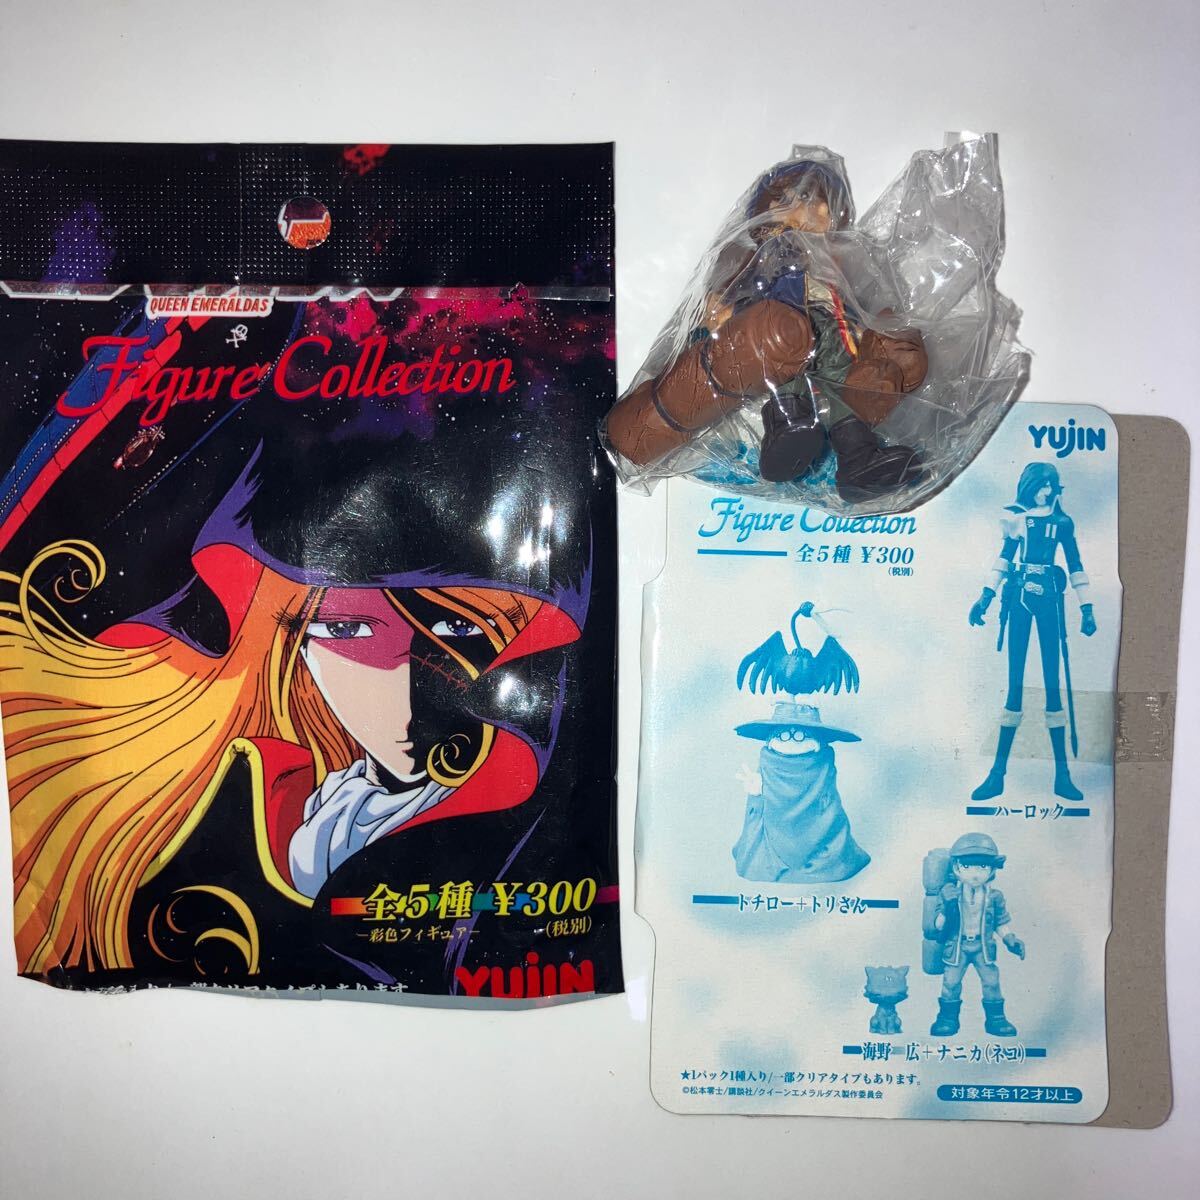 QUEEN EMERALDAS
Figure Collection
全5種 ¥300
―彩色フィギュア―
(税別)
YUJIN
YUJIN
Figure Collection
全5種 ¥300
(税別)
ハーロック
トチロー+トリさん
海野 広+ナニカ(ネコ)
★1パック1種入り/一部クリアタイプもあります。
©松本零士/講談社/クイーンエメラルダス製作委員会
対象年令12才以上